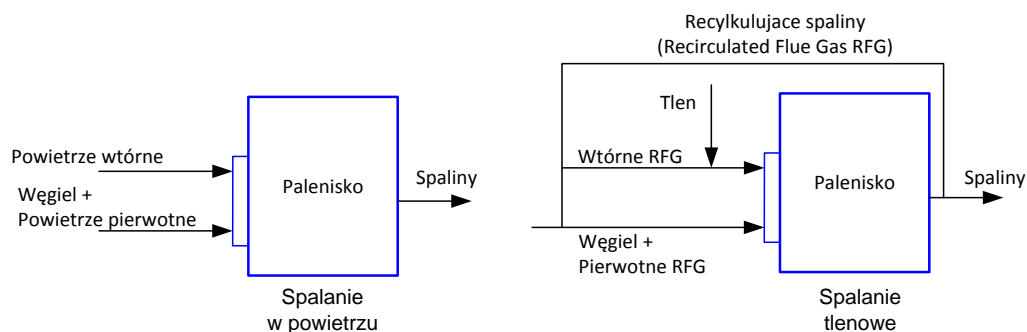 Powietrze wtórne
Węgiel +
Powietrze pierwotne
Palenisko
Spaliny
Spalanie
w powietrzu
Recylkulujace spaliny
(Recirculated Flue Gas RFG)
Tlen
Wtórne RFG
Węgiel +
Pierwotne RFG
Palenisko
Spaliny
Spalanie
tlenowe